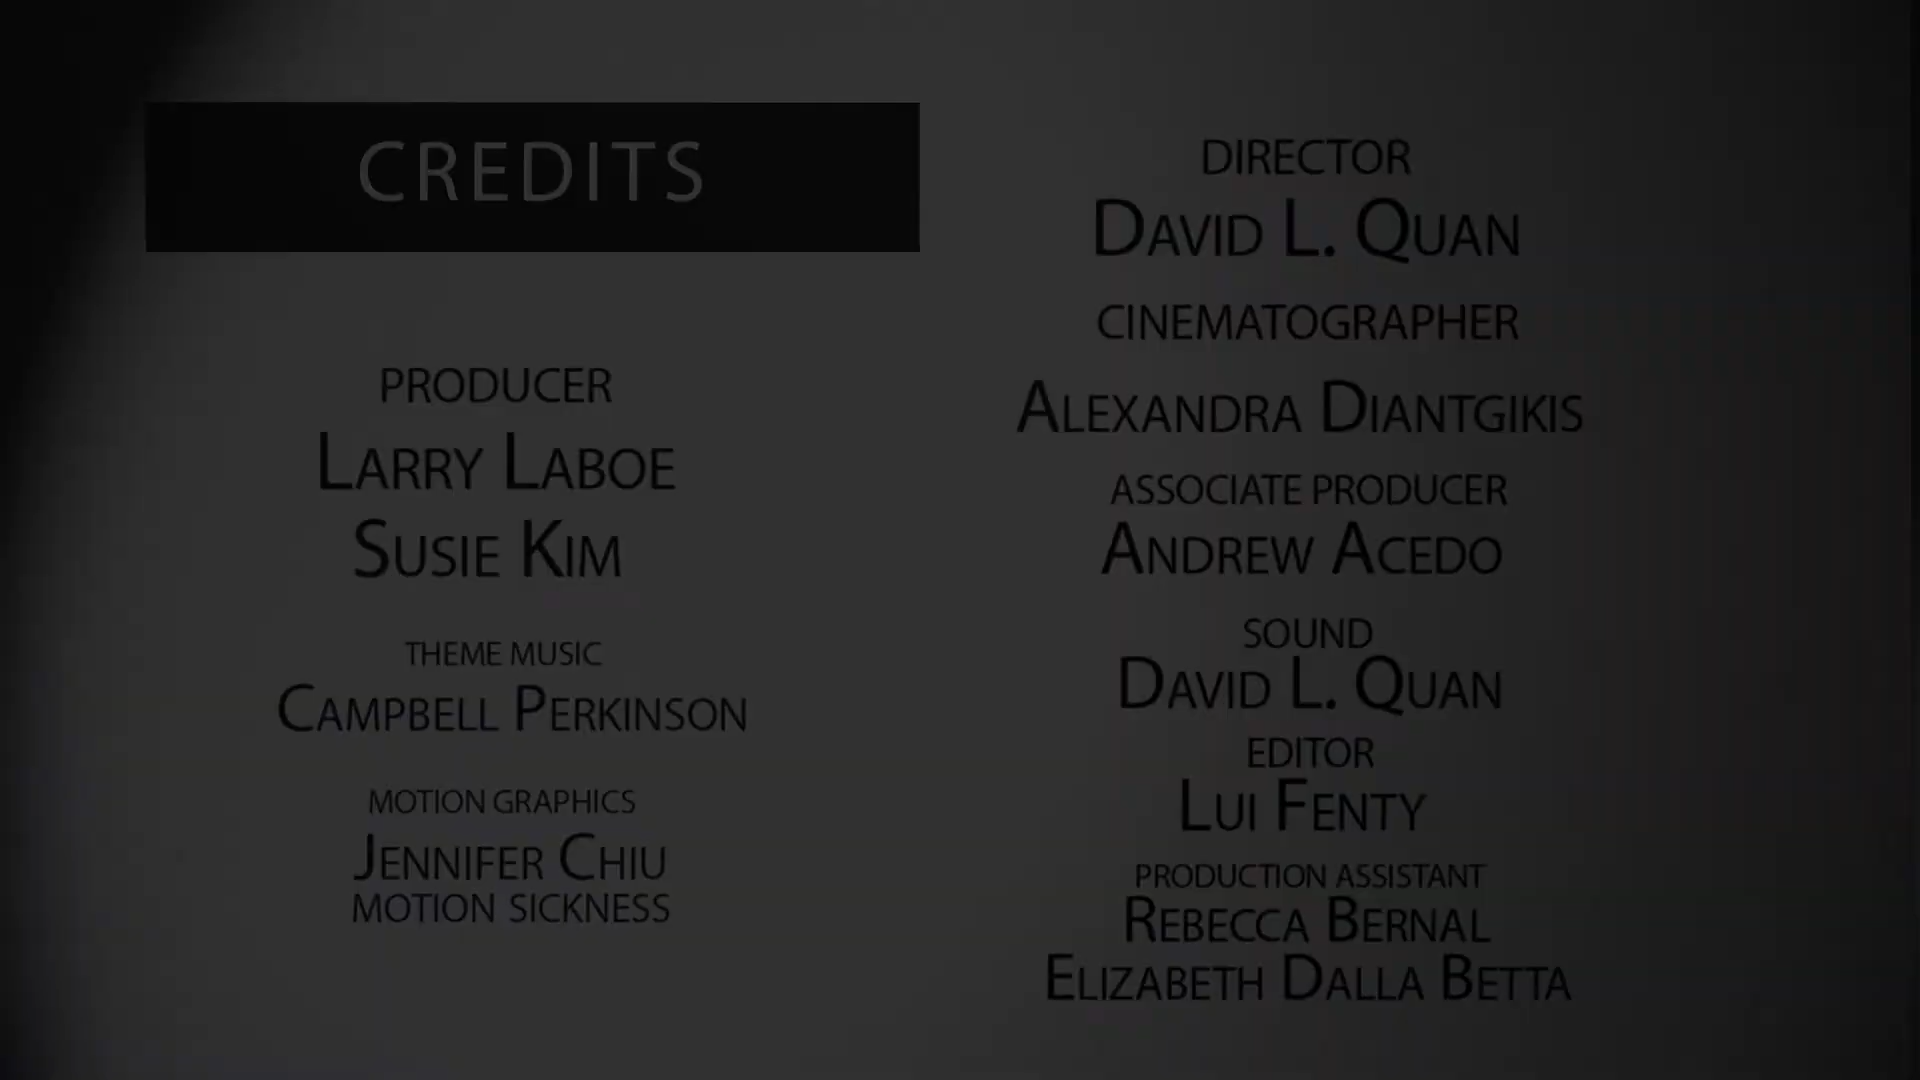 CREDITS
PRODUCER
LARRY LABOE
SUSIE KIM
THEME MUSIC
CAMPBELL PERKINSON
MOTION GRAPHICS
JENNIFER CHIU
MOTION SICKNESS
DIRECTOR
DAVID L. QUAN
CINEMATOGRAPHER
ALEXANDRA DIANTGIKIS
ASSOCIATE PRODUCER
ANDREW ACEDO
SOUND
DAVID L. QUAN
EDITOR
LUI FENTY
PRODUCTION ASSISTANT
REBECCA BERNAL
ELIZABETH DALLA BETTA